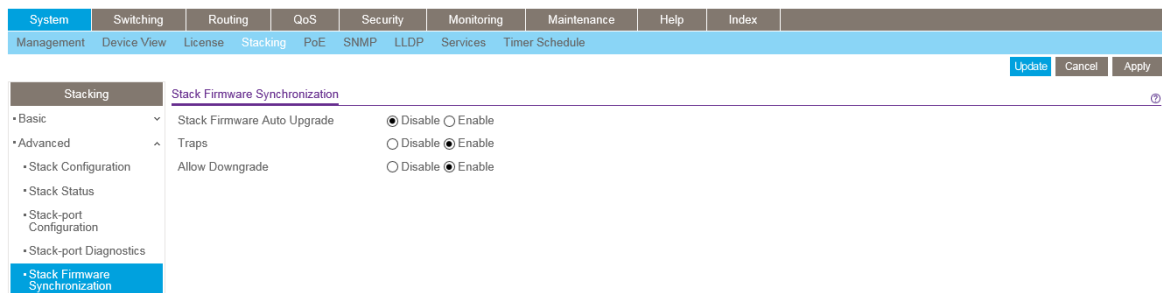 System Switching Routing QoS Security Monitoring Maintenance Help Index
Management Device View License Stacking PoE SNMP LLDP Services Timer Schedule
Update Cancel Apply
Stacking
Stack Firmware Synchronization
Basic
Stack Firmware Auto Upgrade Disable Enable
Advanced
Traps Disable Enable
Stack Configuration
Allow Downgrade Disable Enable
Stack Status
Stack-port
Configuration
Stack-port Diagnostics
Stack Firmware
Synchronization